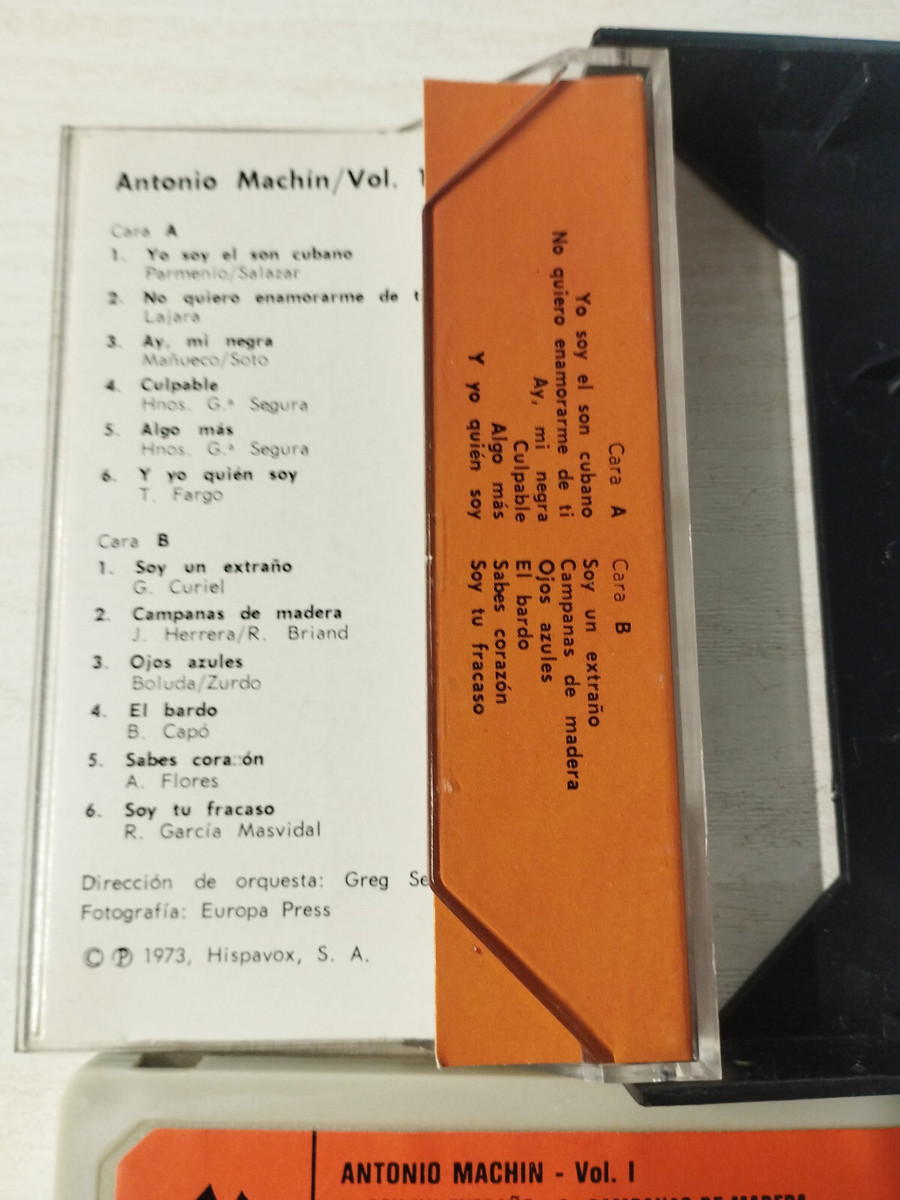 Antonio Machín/Vol. 1
Cara A
1. Yo soy el son cubano
Parmenio/Salazar
2. No quiero enamorarme de t
Lajara
3. Ay, mi negra
Mañueco/Soto
4. Culpable
Hnos. G.ª Segura
5. Algo más
Hnos. G.ª Segura
6. Y yo quién soy
T. Fargo
Cara B
1. Soy un extraño
G. Curiel
2. Campanas de madera
J. Herrera/R. Briand
3. Ojos azules
Boluda/Zurdo
4. El bardo
B. Capó
5. Sabes corazón
A. Flores
6. Soy tu fracaso
R. García Masvidal
Dirección de orquesta: Greg Se
Fotografía: Europa Press
© ℗ 1973, Hispavox, S. A.
Cara A
Yo soy el son cubano
No quiero enamorarme de ti
Ay, mi negra
Culpable
Algo más
Y yo quién soy
Cara B
Soy un extraño
Campanas de madera
Ojos azules
El bardo
Sabes corazón
Soy tu fracaso
ANTONIO MACHIN - Vol. I
CAMPANAS DE MADERA